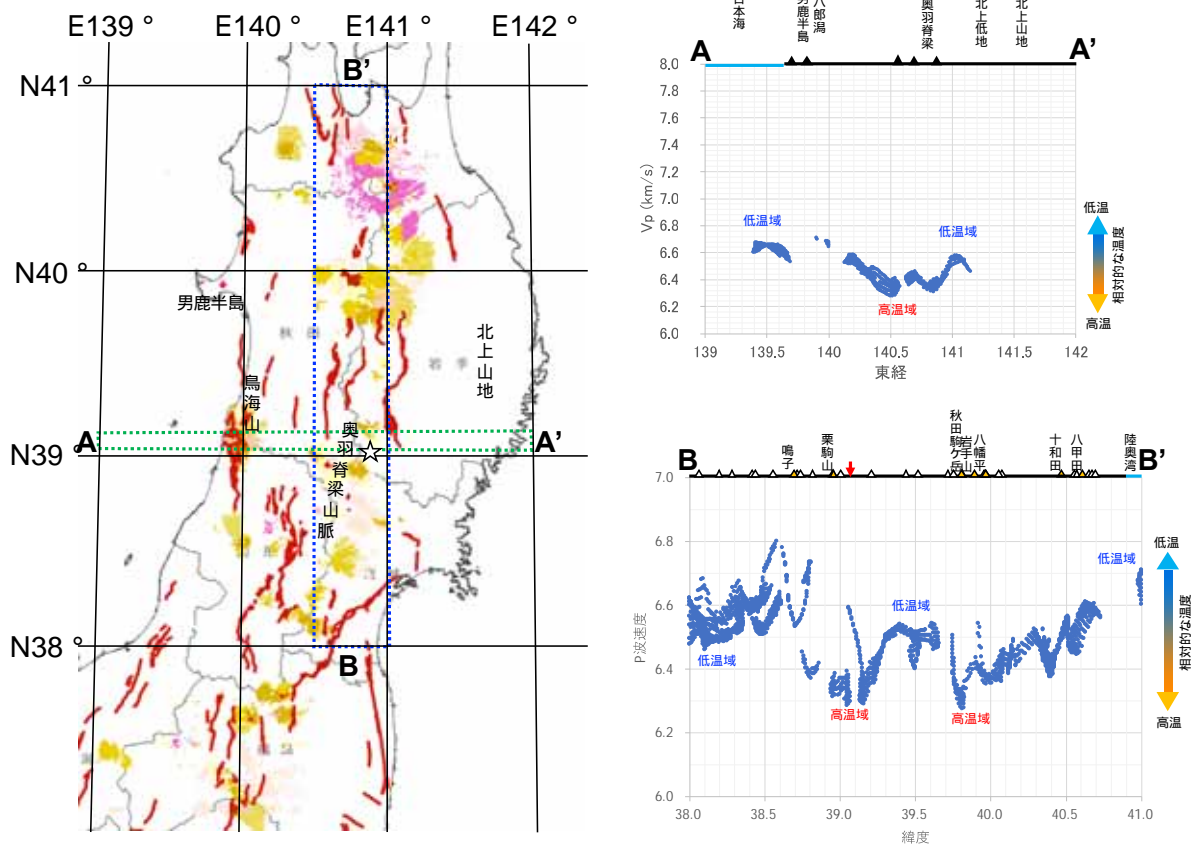 E139 °
E140 °
E141 °
E142 °
N41 °
N40 °
N39 °
N38 °
B'
B
A
A'
男鹿半島
秋 田
岩 手
北上山地
鳥海山
奥羽脊梁山脈
日本海
男鹿半島
八郎潟
奥羽脊梁
北上低地
北上山地
A
A'
8.0
7.8
7.6
7.4
7.2
7.0
6.8
6.6
6.4
6.2
6.0
Vp (km/s)
低温域
低温域
高温域
低温
相対的な温度
高温
139
139.5
140
140.5
141
141.5
142
東経
鳴子
栗駒山
秋田駒ケ岳
岩手山
八幡平
十和田
八甲田
陸奥湾
B
B'
7.0
6.8
6.6
6.4
6.2
6.0
P波速度
低温域
低温域
低温域
高温域
高温域
低温
相対的な温度
高温
38.0
38.5
39.0
39.5
40.0
40.5
41.0
緯度